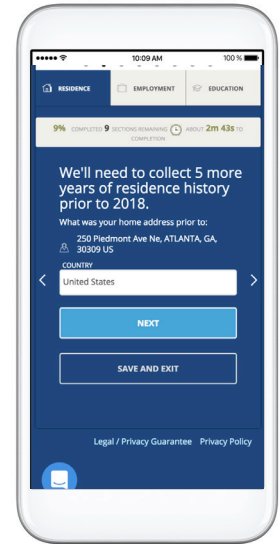 10:09 AM
100 %
RESIDENCE
EMPLOYMENT
EDUCATION
9% COMPLETED 9 SECTIONS REMAINING ABOUT 2m 43s TO
COMPLETION
We'll need to collect 5 more
years of residence history
prior to 2018.
What was your home address prior to:
250 Piedmont Ave Ne, ATLANTA, GA,
30309 US
COUNTRY
United States
NEXT
SAVE AND EXIT
Legal / Privacy Guarantee Privacy Policy